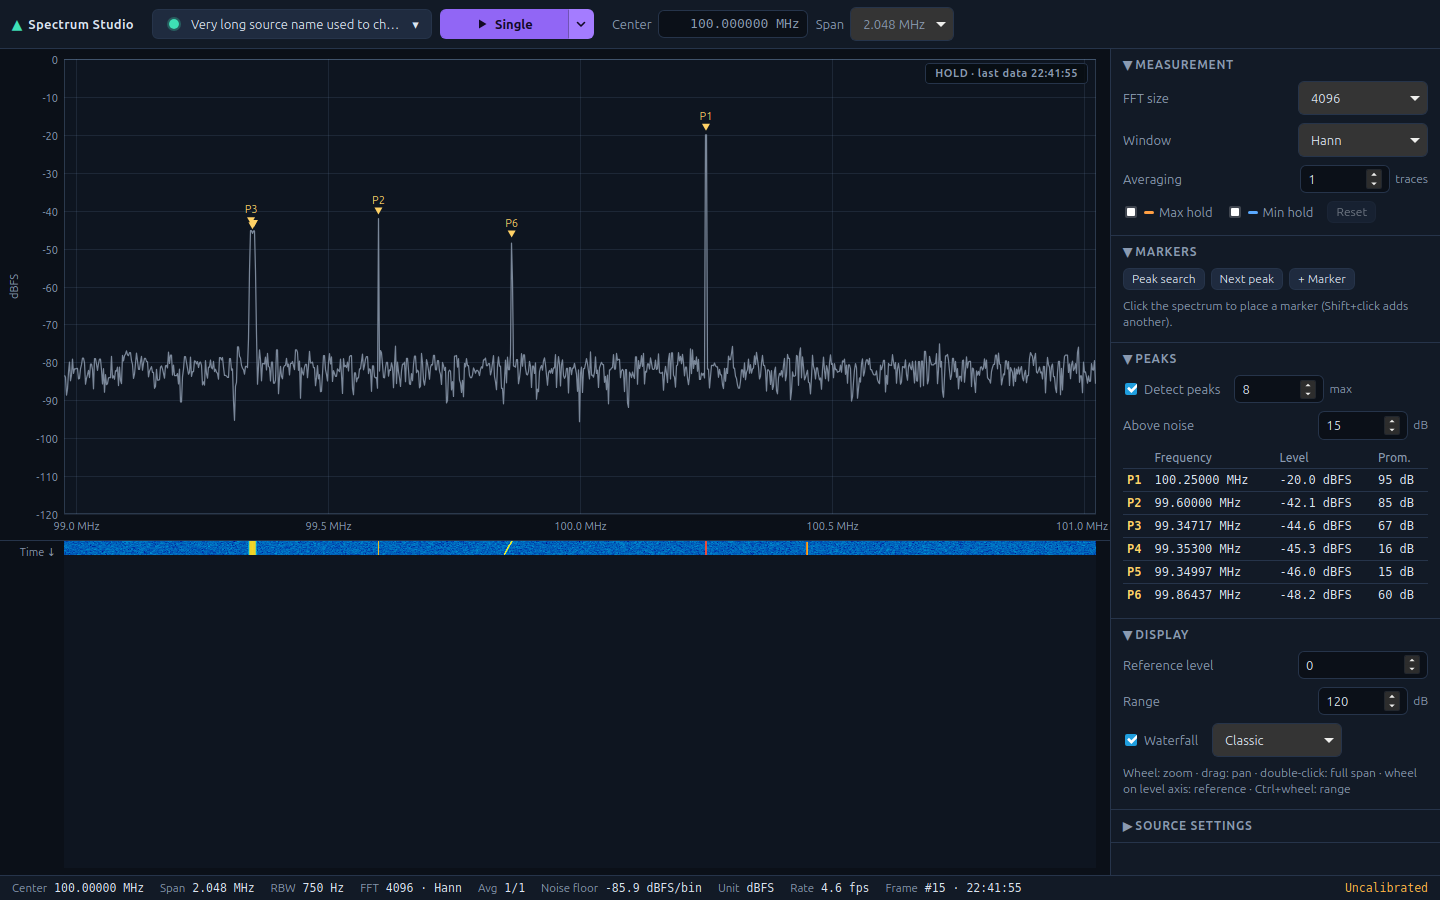 Spectrum Studio
Very long source name used to ch... ▾
Single
Center 100.000000 MHz
Span 2.048 MHz
HOLD · last data 22:41:55
0
-10
-20
-30
-40
-50
-60
-70
-80
-90
-100
-110
-120
dBFS
P3
P2
P6
P1
99.0 MHz 99.5 MHz 100.0 MHz 100.5 MHz 101.0 MHz
Time ↓
▼ MEASUREMENT
FFT size 4096
Window Hann
Averaging 1 traces
Max hold Min hold Reset
▼ MARKERS
Peak search Next peak + Marker
Click the spectrum to place a marker (Shift+click adds
another).
▼ PEAKS
Detect peaks 8 max
Above noise 15 dB
Frequency Level Prom.
P1 100.25000 MHz -20.0 dBFS 95 dB
P2 99.60000 MHz -42.1 dBFS 85 dB
P3 99.34717 MHz -44.6 dBFS 67 dB
P4 99.35300 MHz -45.3 dBFS 16 dB
P5 99.34997 MHz -46.0 dBFS 15 dB
P6 99.86437 MHz -48.2 dBFS 60 dB
▼ DISPLAY
Reference level 0
Range 120 dB
Waterfall Classic
Wheel: zoom · drag: pan · double-click: full span · wheel
on level axis: reference · Ctrl+wheel: range
▶ SOURCE SETTINGS
Center 100.00000 MHz Span 2.048 MHz RBW 750 Hz FFT 4096 · Hann Avg 1/1 Noise floor -85.9 dBFS/bin Unit dBFS Rate 4.6 fps Frame #15 · 22:41:55 Uncalibrated